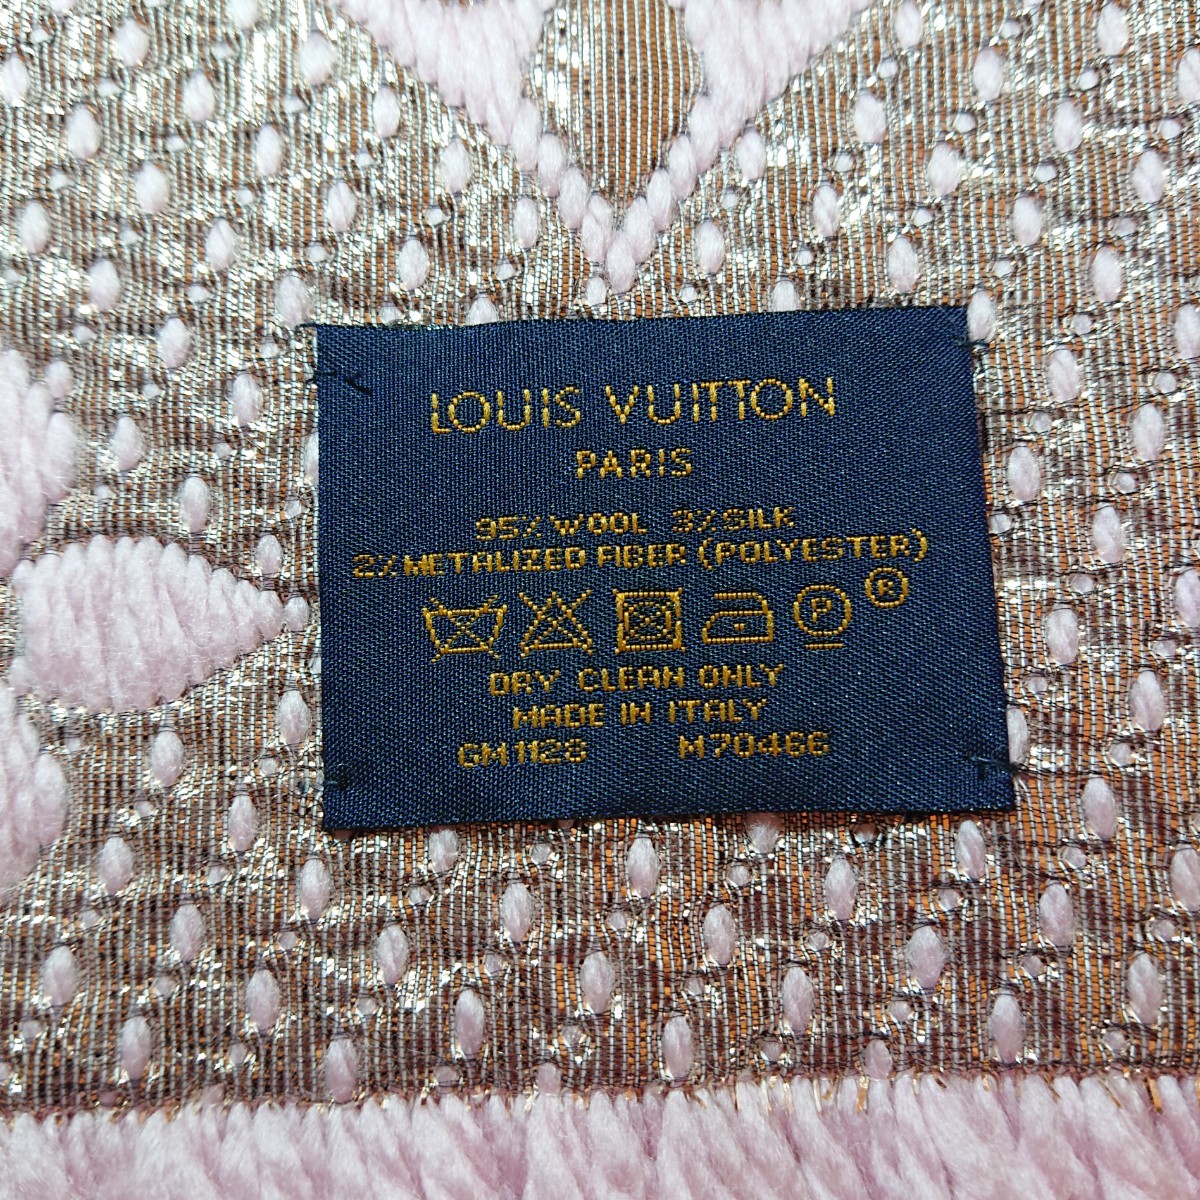 LOUIS VUITTON
PARIS
95% WOOL 3% SILK
2% METALIZED FIBER (POLYESTER)
P ®
DRY CLEAN ONLY
MADE IN ITALY
GM1128 M70466